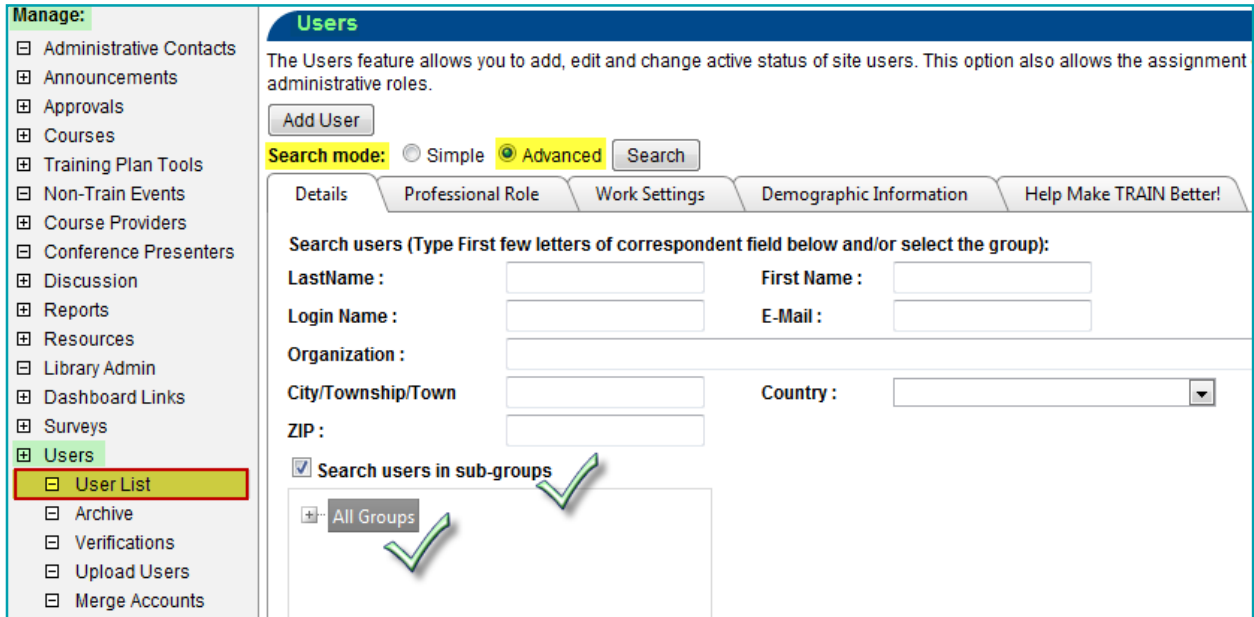 Manage:
Administrative Contacts
Announcements
Approvals
Courses
Training Plan Tools
Non-Train Events
Course Providers
Conference Presenters
Discussion
Reports
Resources
Library Admin
Dashboard Links
Surveys
Users
User List
Archive
Verifications
Upload Users
Merge Accounts
Users
The Users feature allows you to add, edit and change active status of site users. This option also allows the assignment
administrative roles.
Add User
Search mode: Simple Advanced Search
Details Professional Role Work Settings Demographic Information Help Make TRAIN Better!
Search users (Type First few letters of correspondent field below and/or select the group):
LastName : First Name :
Login Name : E-Mail :
Organization :
City/Township/Town Country :
ZIP :
Search users in sub-groups
All Groups